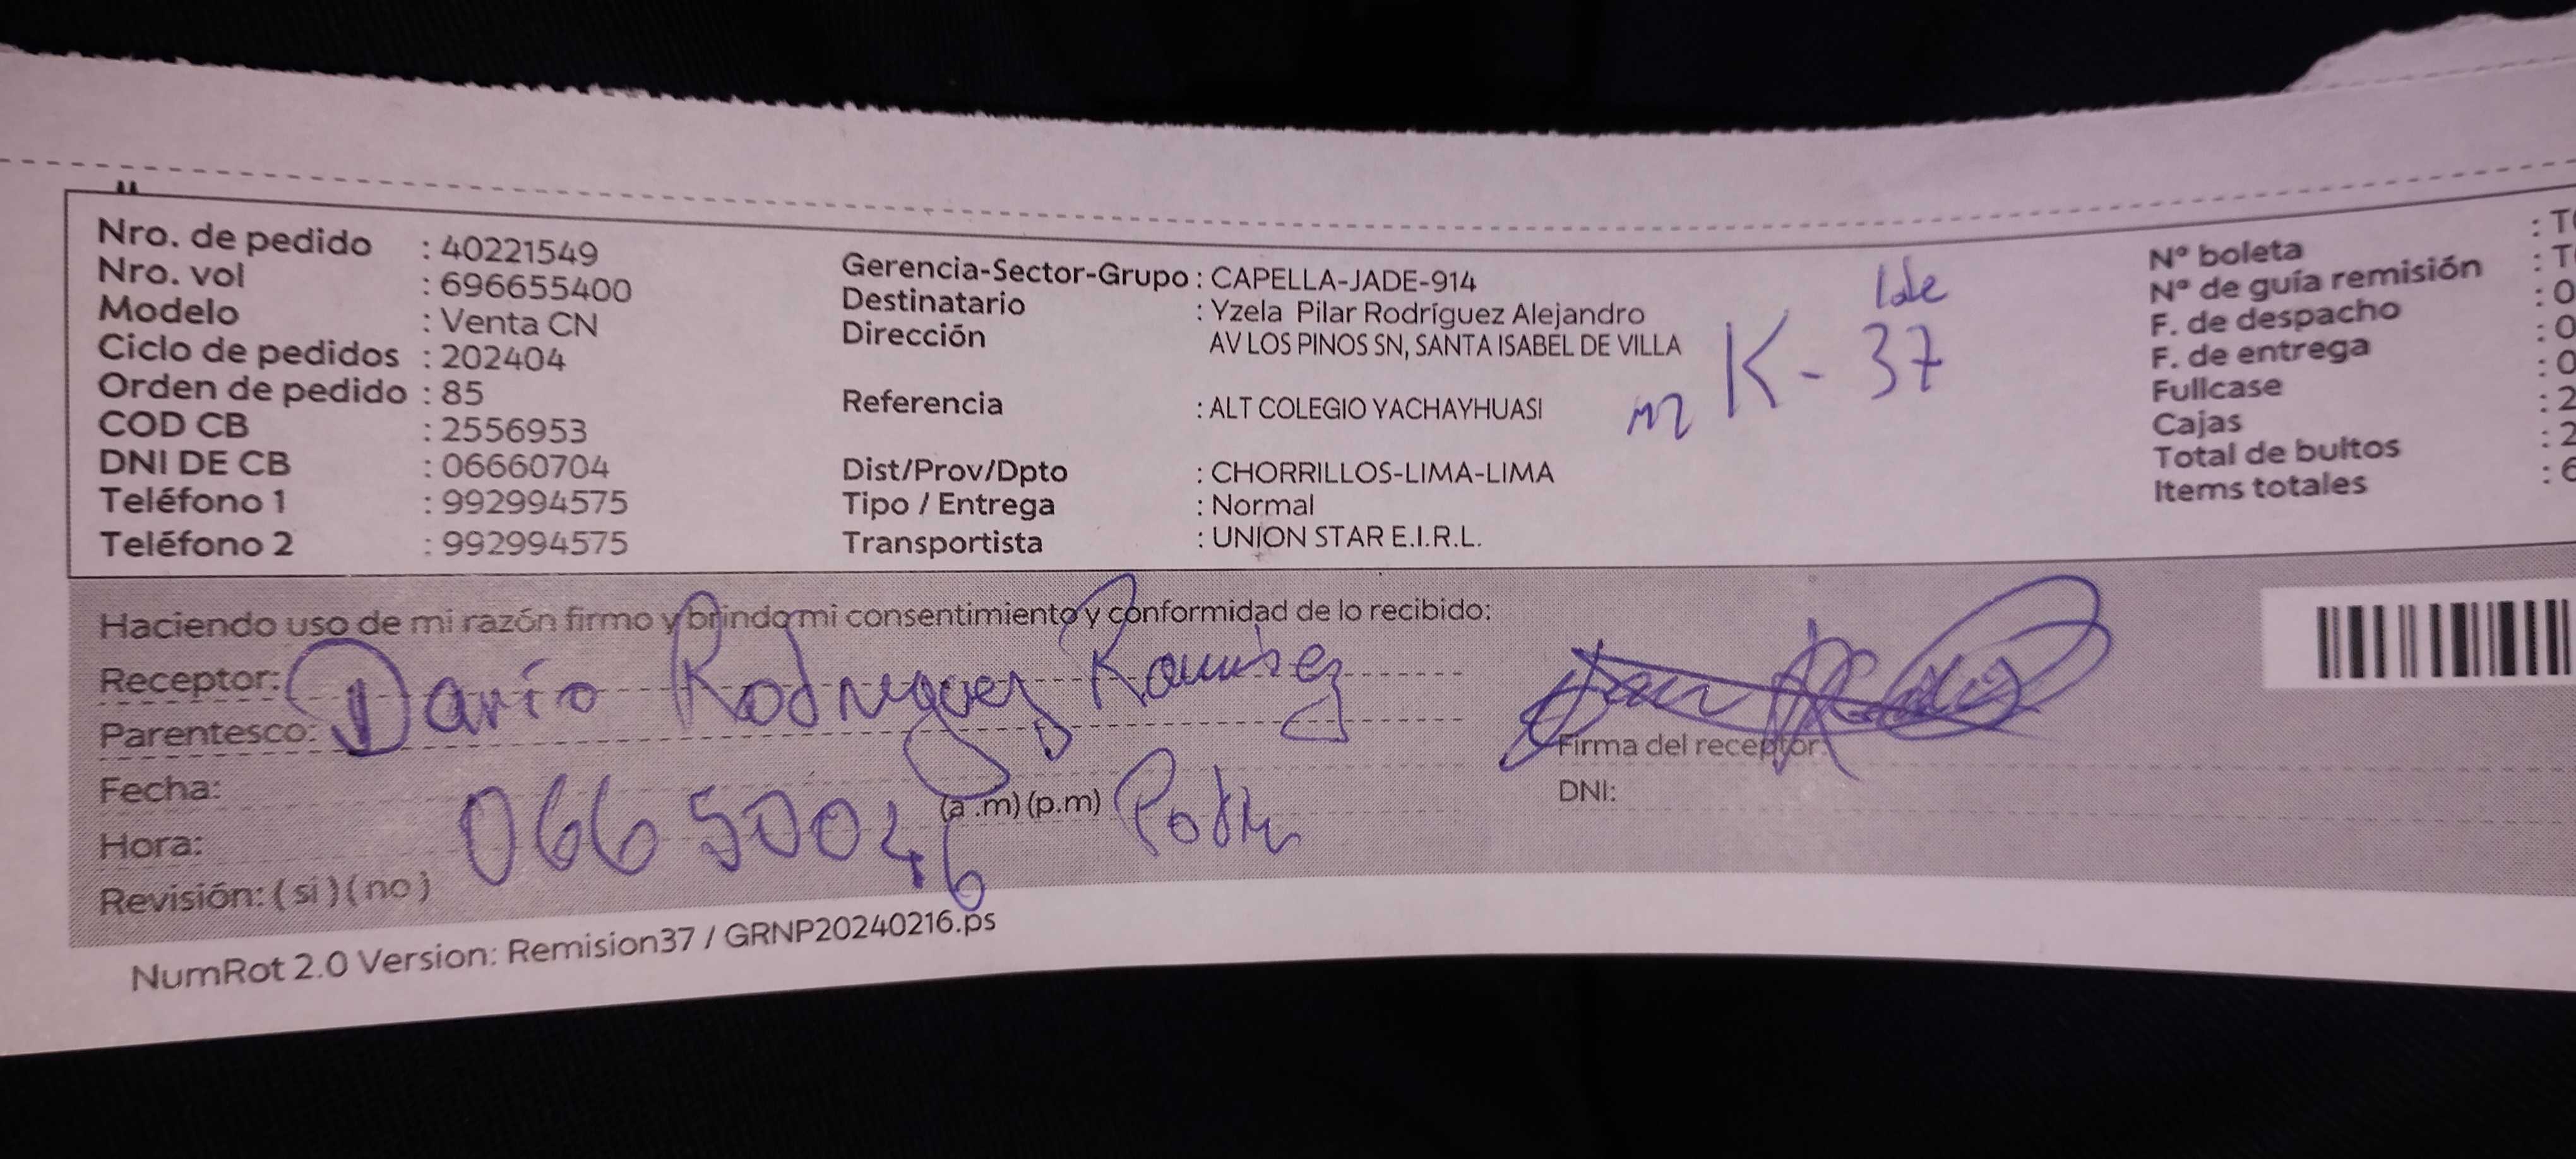 Nro. de pedido : 40221549
Nro. vol : 696655400
Modelo : Venta CN
Ciclo de pedidos : 202404
Orden de pedido : 85
COD CB : 2556953
DNI DE CB : 06660704
Teléfono 1 : 992994575
Teléfono 2 : 992994575
Gerencia-Sector-Grupo : CAPELLA-JADE-914
Destinatario : Yzela Pilar Rodríguez Alejandro
Dirección AV LOS PINOS SN, SANTA ISABEL DE VILLA
Referencia : ALT COLEGIO YACHAYHUASI
Dist/Prov/Dpto : CHORRILLOS-LIMA-LIMA
Tipo / Entrega : Normal
Transportista : UNION STAR E.I.R.L.
mz K - 37
N° boleta : T
N° de guía remisión : T
F. de despacho : 0
F. de entrega : 0
Fullcase : 0
Cajas : 2
Total de bultos : 2
Items totales : 6
Haciendo uso de mi razón firmo y brindo mi consentimiento y conformidad de lo recibido:
Receptor: Darío Rodriguez Ramirez
Parentesco:
Fecha:
Hora: 06650046 (a.m) (p.m)
Revisión: ( si ) ( no )
Firma del receptor:
DNI:
NumRot 2.0 Version: Remision37 / GRNP20240216.ps